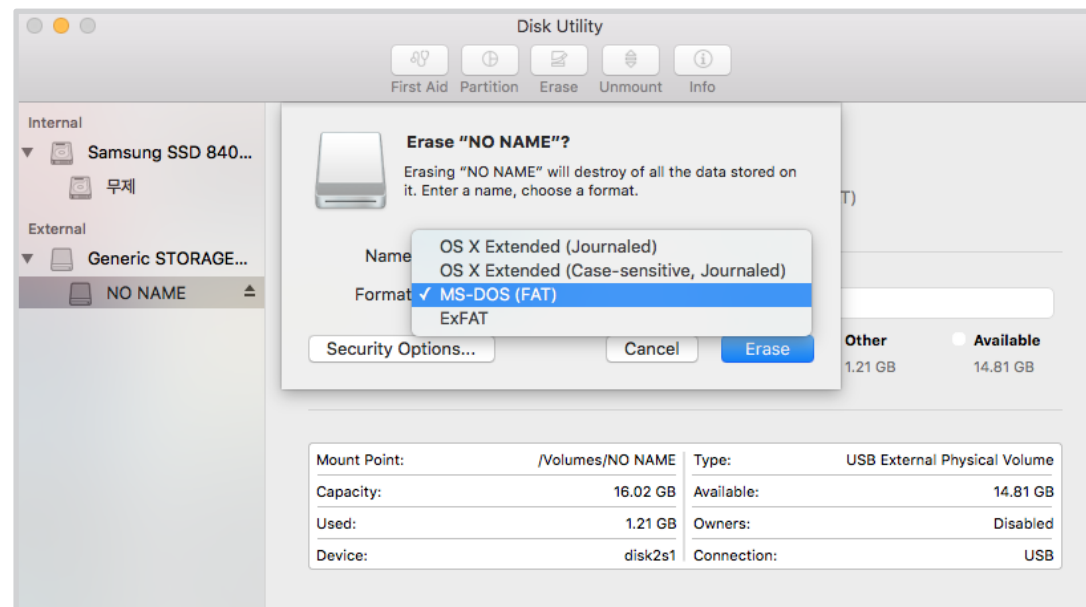 Disk Utility
First Aid Partition Erase Unmount Info
Internal
Samsung SSD 840...
무제
External
Generic STORAGE...
NO NAME
Erase “NO NAME”?
Erasing “NO NAME” will destroy of all the data stored on
it. Enter a name, choose a format.
Name
Format
OS X Extended (Journaled)
OS X Extended (Case-sensitive, Journaled)
✓ MS-DOS (FAT)
ExFAT
Security Options... Cancel Erase
T)
Other Available
1.21 GB 14.81 GB
Mount Point: /Volumes/NO NAME Type: USB External Physical Volume
Capacity: 16.02 GB Available: 14.81 GB
Used: 1.21 GB Owners: Disabled
Device: disk2s1 Connection: USB